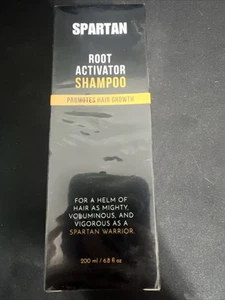 SPARTAN
ROOT
ACTIVATOR
SHAMPOO
PROMOTES HAIR GROWTH
FOR A HELM OF
HAIR AS MIGHTY,
VOBUMINOUS, AND
VIGOROUS AS A
SPARTAN WARRIOR.
200 ml / 6.8 fl oz